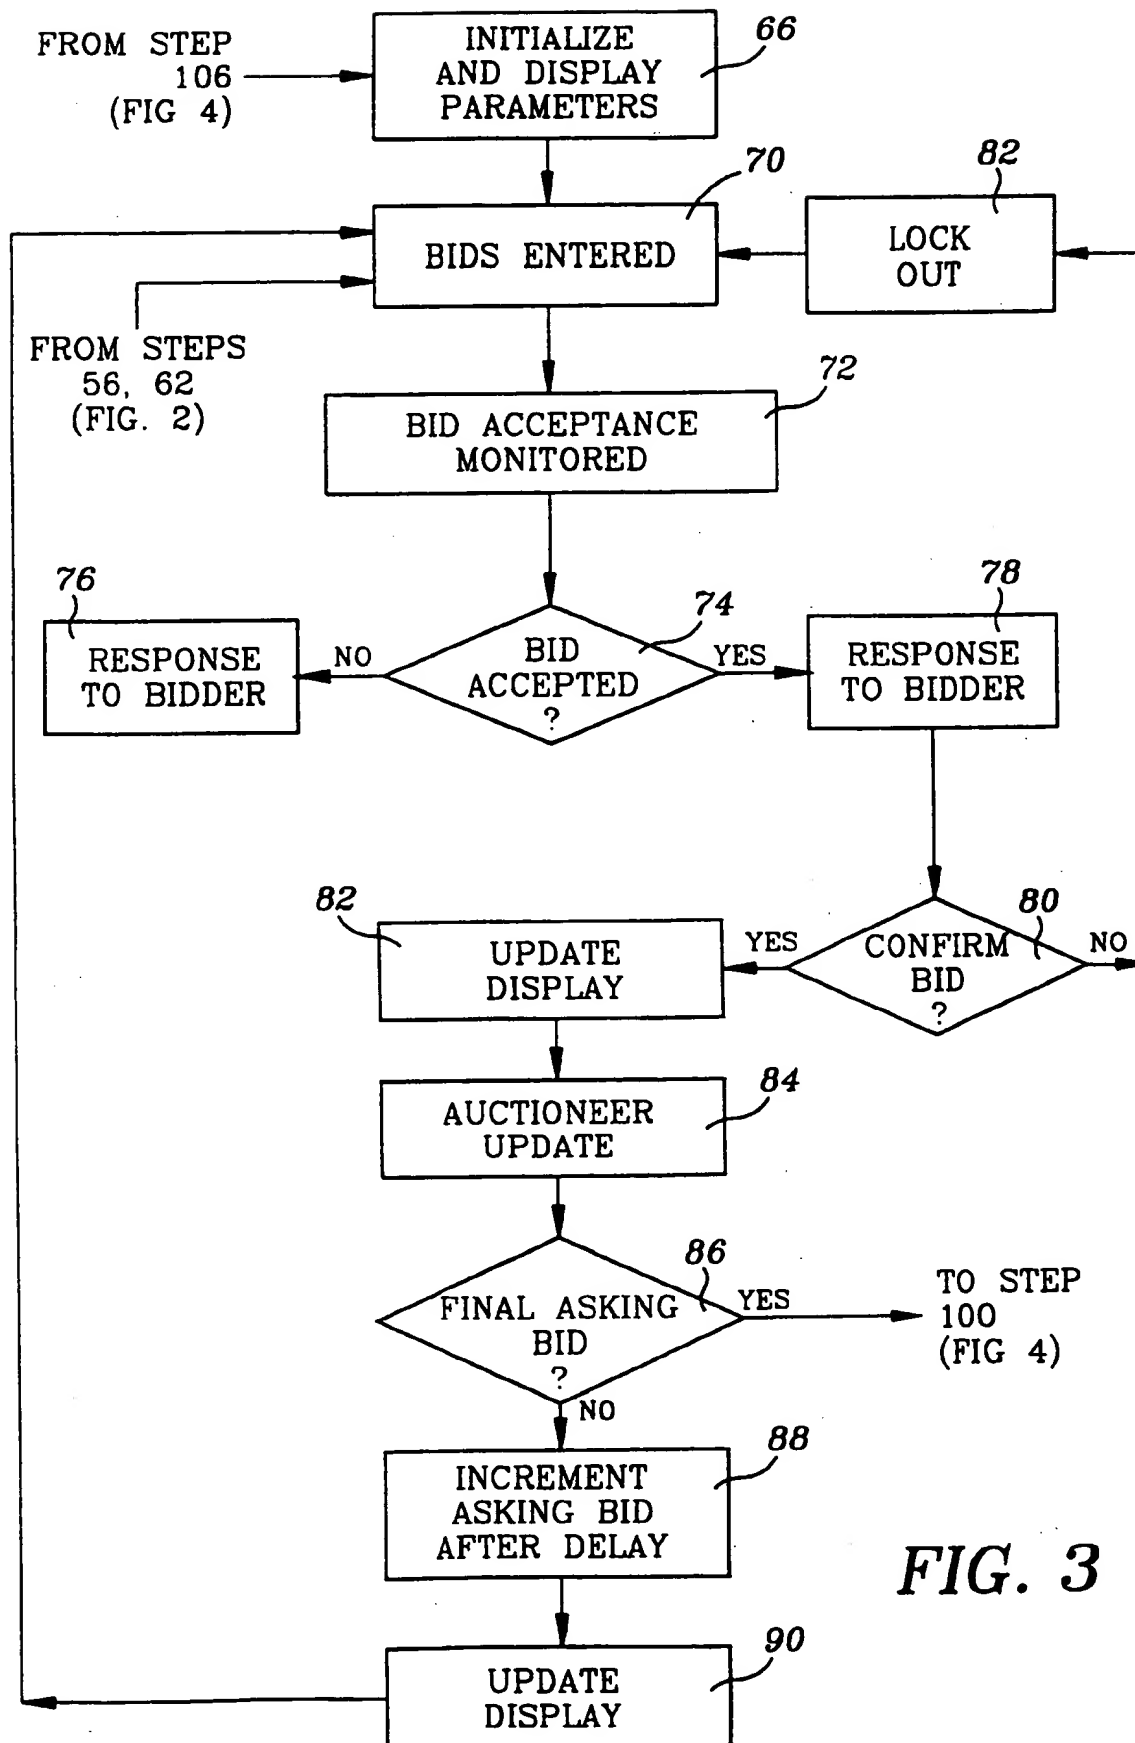 FROM STEP
106
(FIG 4)
INITIALIZE
AND DISPLAY
PARAMETERS
66
70
BIDS ENTERED
82
LOCK
OUT
FROM STEPS
56, 62
(FIG. 2)
72
BID ACCEPTANCE
MONITORED
76
RESPONSE
TO BIDDER
NO
74
BID
ACCEPTED
?
YES
78
RESPONSE
TO BIDDER
80
CONFIRM
BID
?
NO
YES
82
UPDATE
DISPLAY
84
AUCTIONEER
UPDATE
86
FINAL ASKING
BID
?
YES
TO STEP
100
(FIG 4)
NO
88
INCREMENT
ASKING BID
AFTER DELAY
FIG. 3
90
UPDATE
DISPLAY